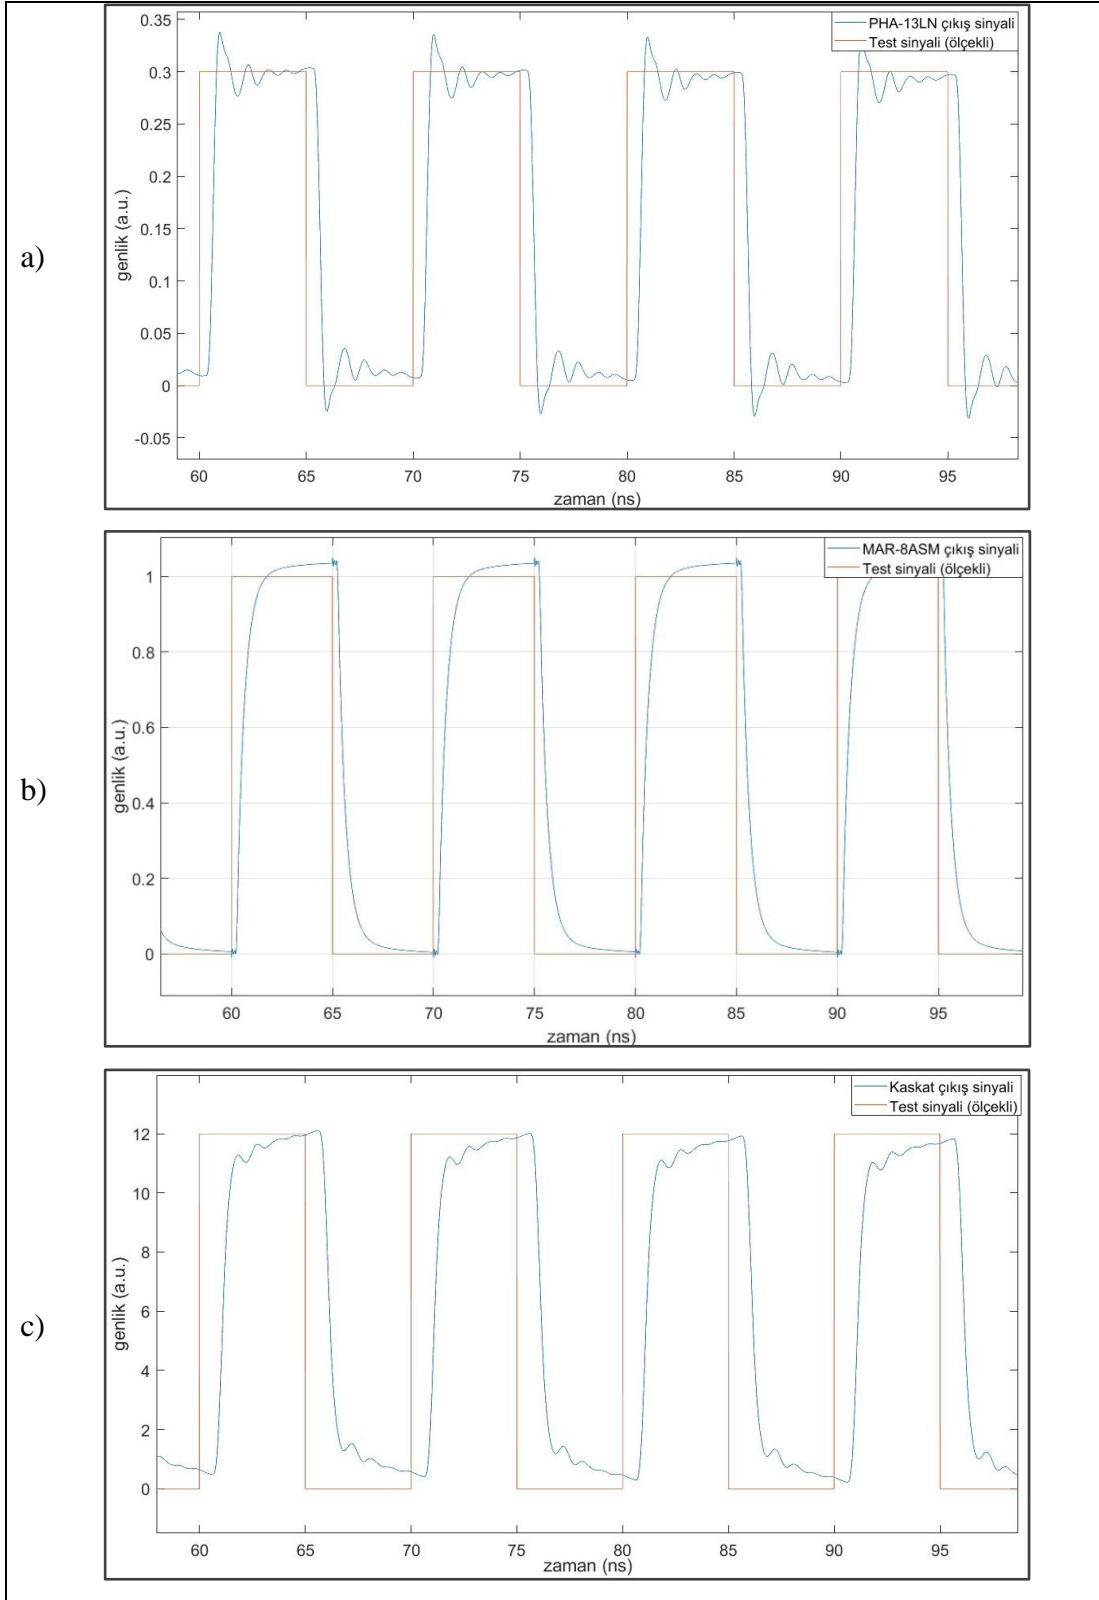 a)
PHA-13LN çıkış sinyali
Test sinyali (ölçekli)
0.35
0.3
0.25
0.2
0.15
0.1
0.05
0
-0.05
genlik (a.u.)
60 65 70 75 80 85 90 95
zaman (ns)
b)
MAR-8ASM çıkış sinyali
Test sinyali (ölçekli)
1
0.8
0.6
0.4
0.2
0
genlik (a.u.)
60 65 70 75 80 85 90 95
zaman (ns)
c)
Kaskat çıkış sinyali
Test sinyali (ölçekli)
12
10
8
6
4
2
0
genlik (a.u.)
60 65 70 75 80 85 90 95
zaman (ns)